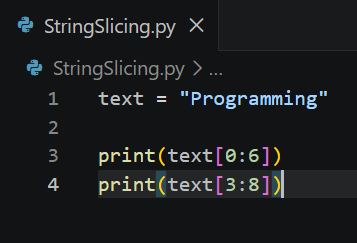 StringSlicing.py ×
StringSlicing.py > ...
1 text = "Programming"
2
3 print(text[0:6])
4 print(text[3:8])